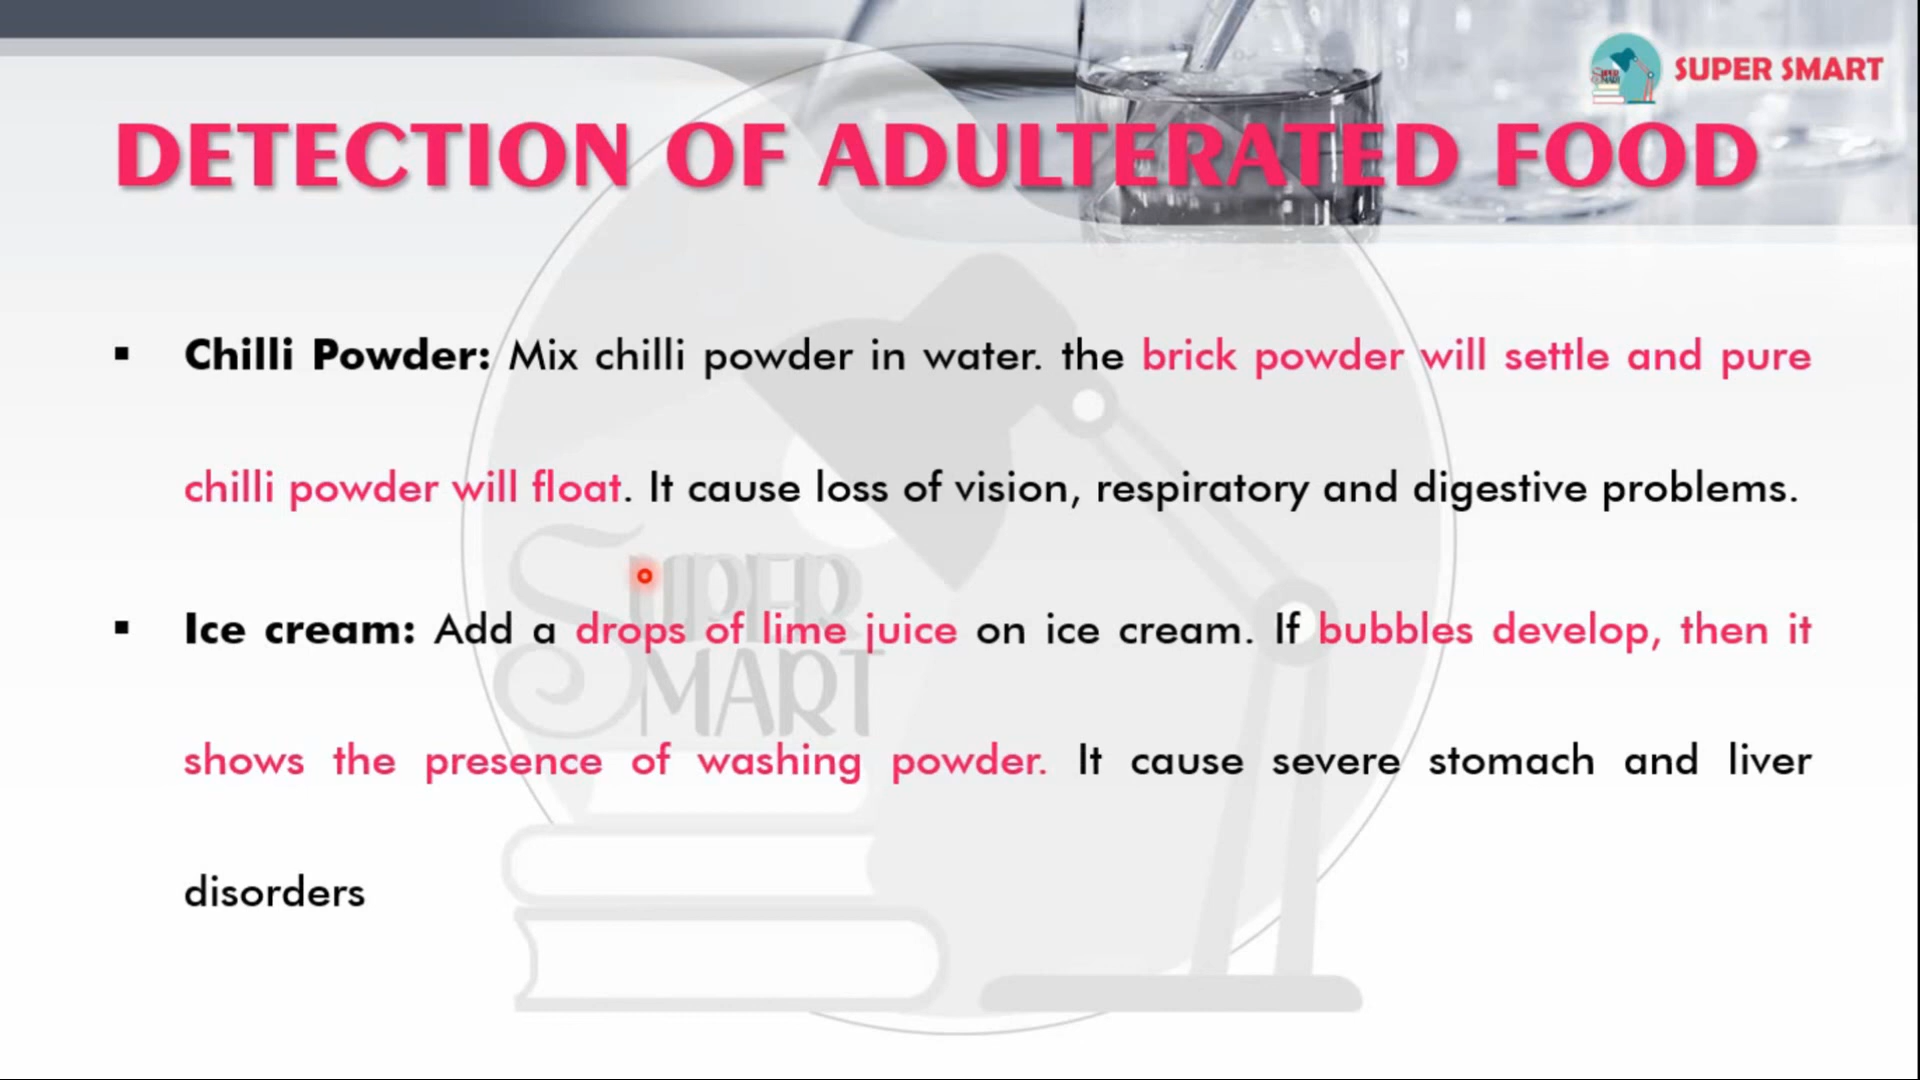 SUPER SMART
DETECTION OF ADULTERATED FOOD
▪ Chilli Powder: Mix chilli powder in water. the brick powder will settle and pure
chilli powder will float. It cause loss of vision, respiratory and digestive problems.
SUPER
SMART
▪ Ice cream: Add a drops of lime juice on ice cream. If bubbles develop, then it
shows the presence of washing powder. It cause severe stomach and liver
disorders